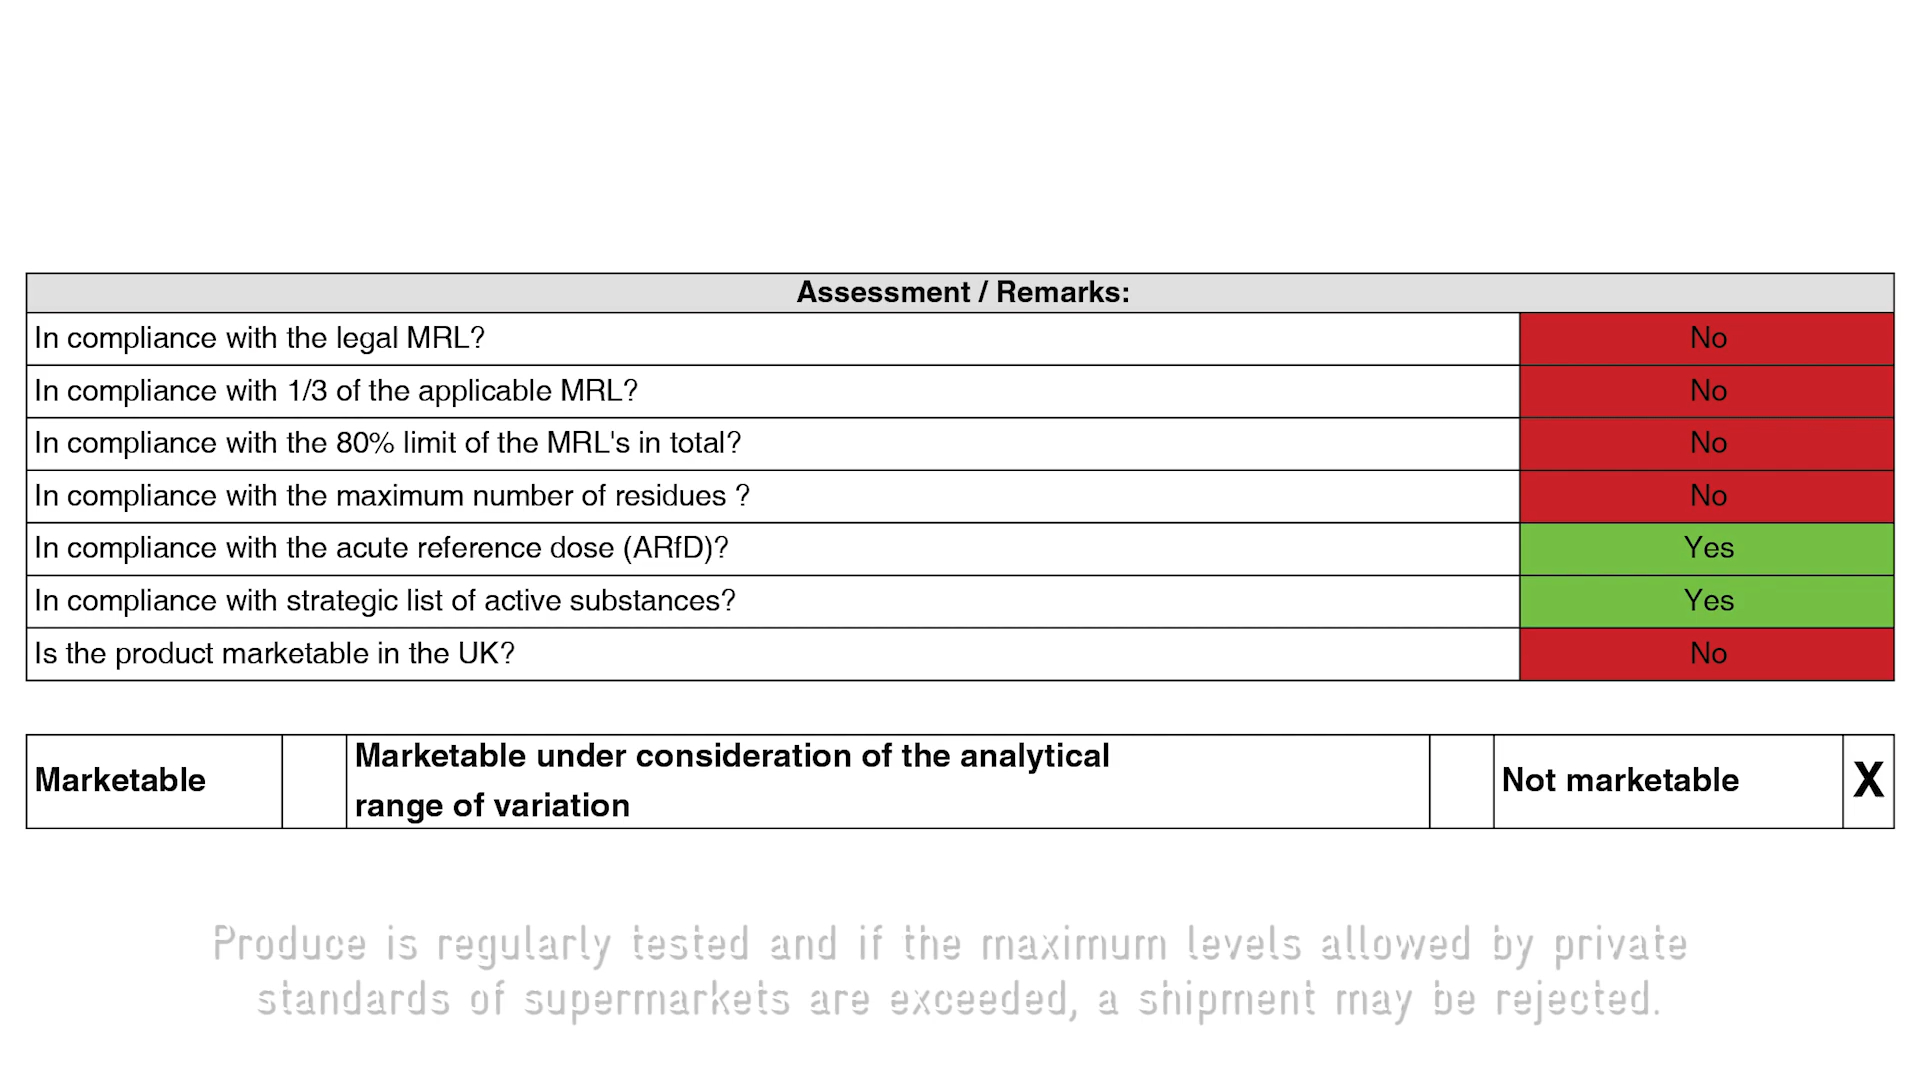 Assessment / Remarks:
In compliance with the legal MRL? No
In compliance with 1/3 of the applicable MRL? No
In compliance with the 80% limit of the MRL's in total? No
In compliance with the maximum number of residues ? No
In compliance with the acute reference dose (ARfD)? Yes
In compliance with strategic list of active substances? Yes
Is the product marketable in the UK? No
Marketable
Marketable under consideration of the analytical
range of variation
Not marketable X
Produce is regularly tested and if the maximum levels allowed by private
standards of supermarkets are exceeded, a shipment may be rejected.